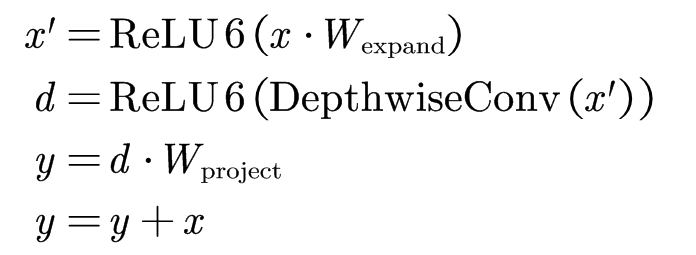 x′ = ReLU6(x · W_expand)
d = ReLU6(DepthwiseConv(x′))
y = d · W_project
y = y + x